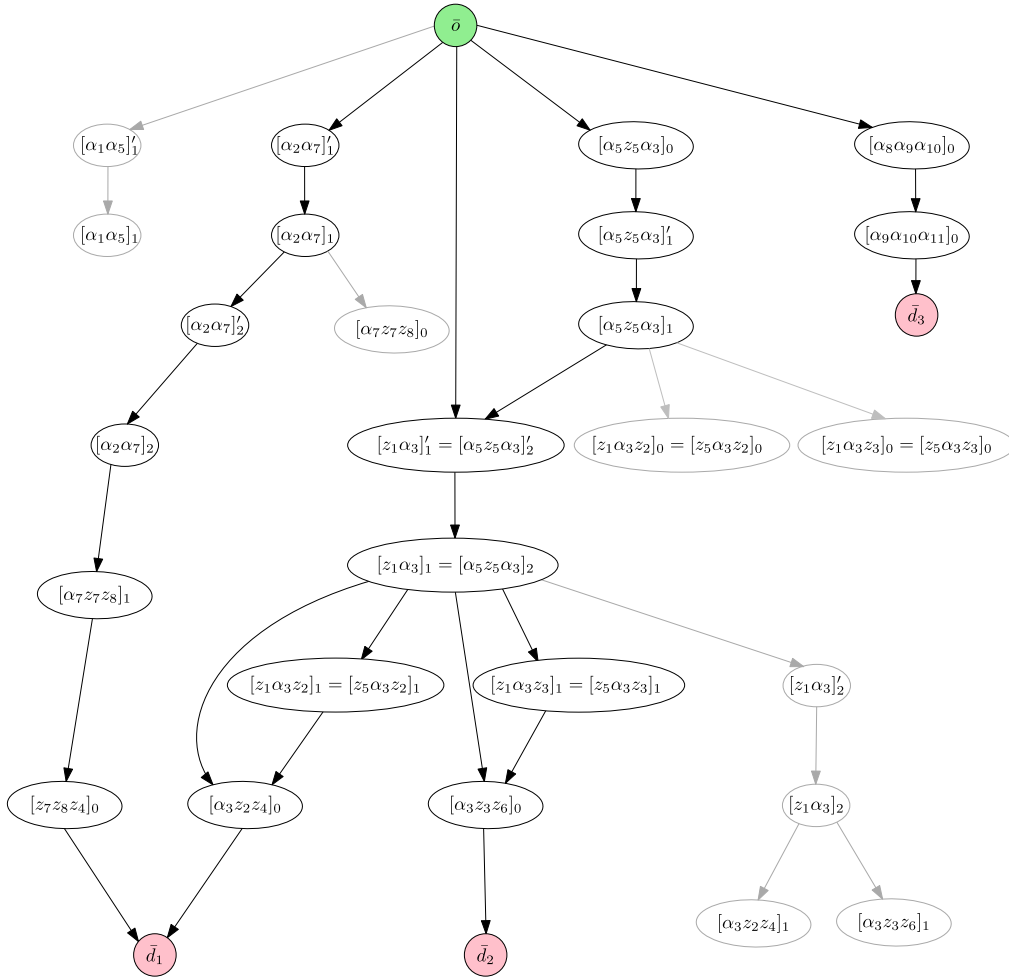 ō
[α₁α₅]′₁ [α₂α₇]′₁ [α₅z₅α₃]₀ [α₈α₉α₁₀]₀
[α₁α₅]₁ [α₂α₇]₁ [α₅z₅α₃]′₁ [α₉α₁₀α₁₁]₀
[α₂α₇]′₂ [α₇z₇z₈]₀ [α₅z₅α₃]₁ d̄₃
[α₂α₇]₂ [z₁α₃]′₁ = [α₅z₅α₃]′₂ [z₁α₃z₂]₀ = [z₅α₃z₂]₀ [z₁α₃z₃]₀ = [z₅α₃z₃]₀
[z₁α₃]₁ = [α₅z₅α₃]₂
[α₇z₇z₈]₁
[z₁α₃z₂]₁ = [z₅α₃z₂]₁ [z₁α₃z₃]₁ = [z₅α₃z₃]₁ [z₁α₃]′₂
[z₇z₈z₄]₀ [α₃z₂z₄]₀ [α₃z₃z₆]₀ [z₁α₃]₂
[α₃z₂z₄]₁ [α₃z₃z₆]₁
d̄₁ d̄₂